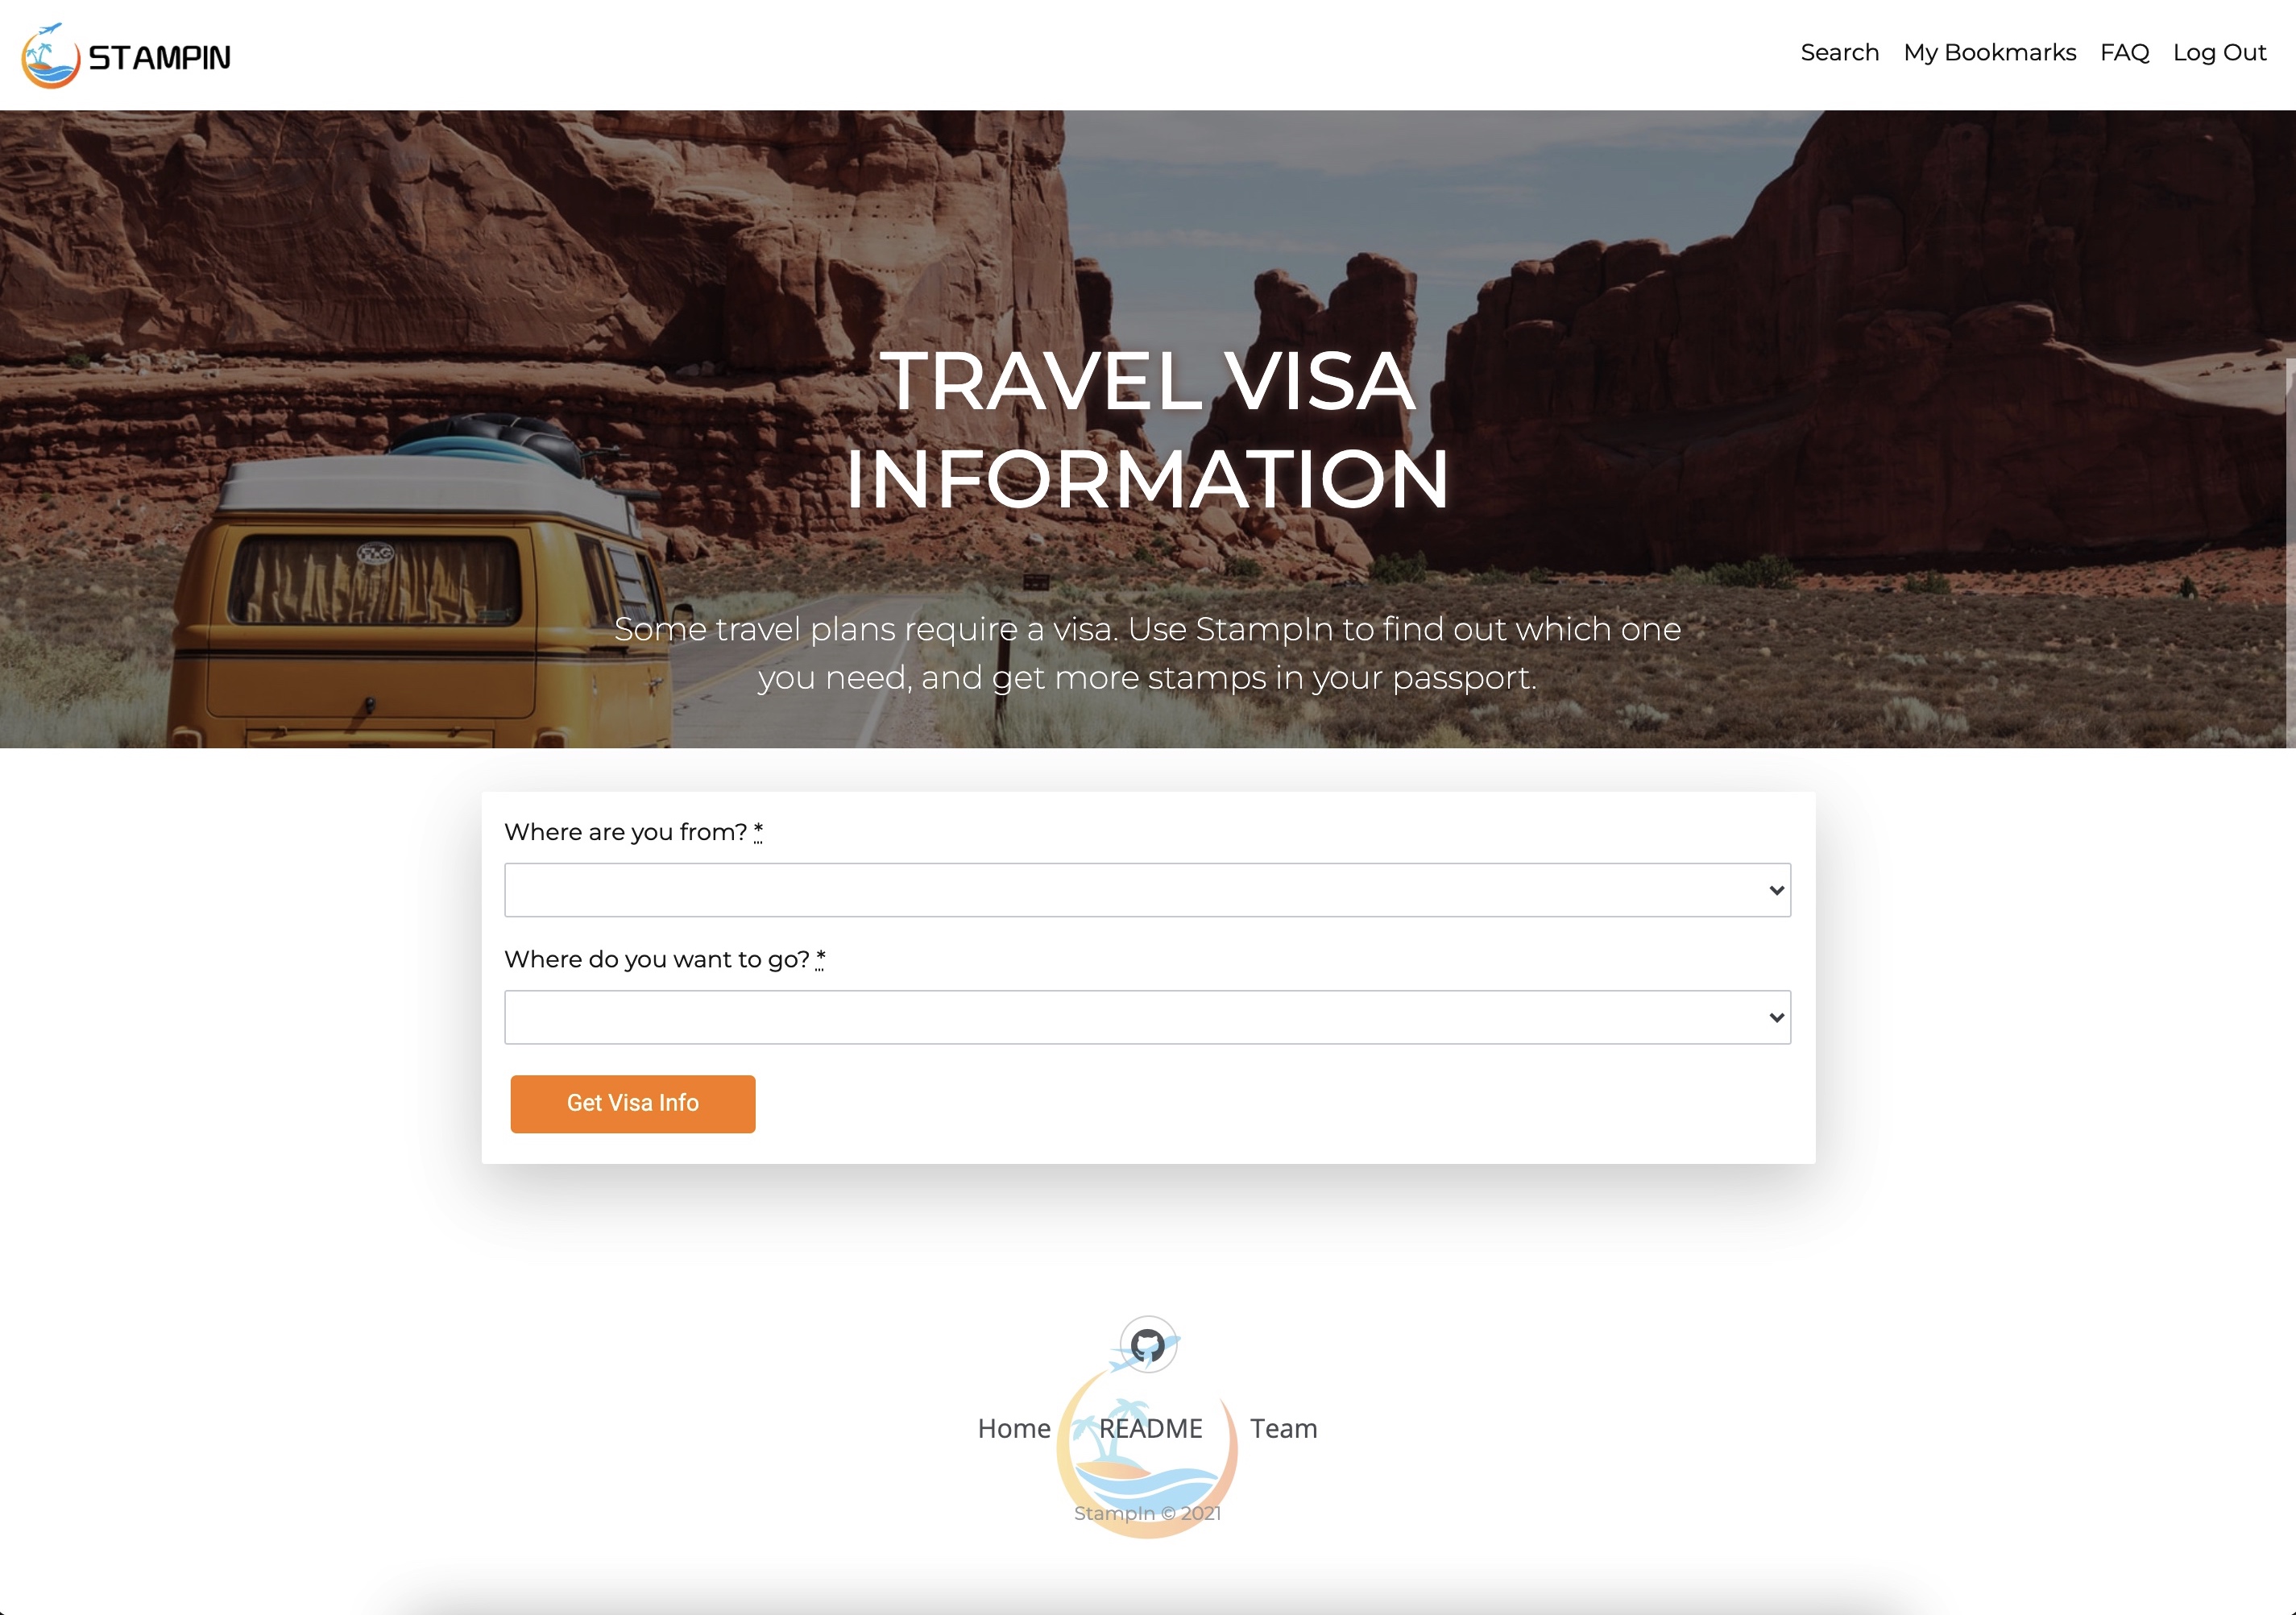 STAMPIN
Search My Bookmarks FAQ Log Out
TRAVEL VISA
INFORMATION
Some travel plans require a visa. Use StampIn to find out which one
you need, and get more stamps in your passport.
Where are you from? *
Where do you want to go? *
Get Visa Info
Home README Team
StampIn © 2021